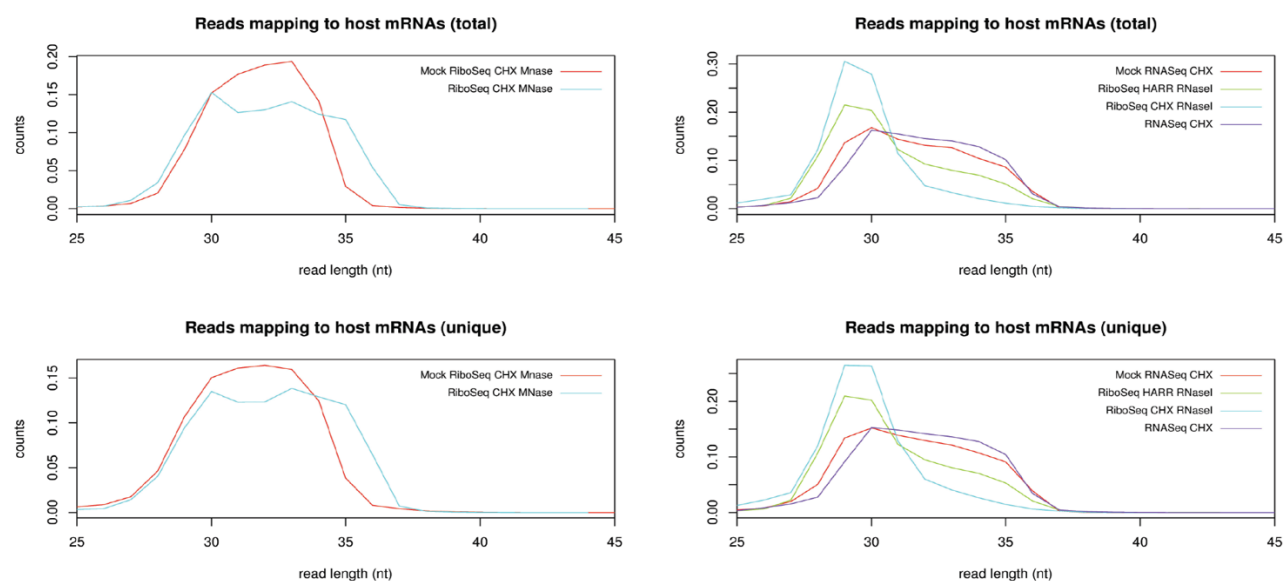 Reads mapping to host mRNAs (total)
counts
0.00
0.05
0.10
0.15
0.20
Mock RiboSeq CHX Mnase
RiboSeq CHX MNase
25
30
35
40
45
read length (nt)
Reads mapping to host mRNAs (total)
counts
0.00
0.10
0.20
0.30
Mock RNASeq CHX
RiboSeq HARR RNaseI
RiboSeq CHX RNaseI
RNASeq CHX
25
30
35
40
45
read length (nt)
Reads mapping to host mRNAs (unique)
counts
0.00
0.05
0.10
0.15
Mock RiboSeq CHX Mnase
RiboSeq CHX MNase
25
30
35
40
45
read length (nt)
Reads mapping to host mRNAs (unique)
counts
0.00
0.10
0.20
Mock RNASeq CHX
RiboSeq HARR RNaseI
RiboSeq CHX RNaseI
RNASeq CHX
25
30
35
40
45
read length (nt)